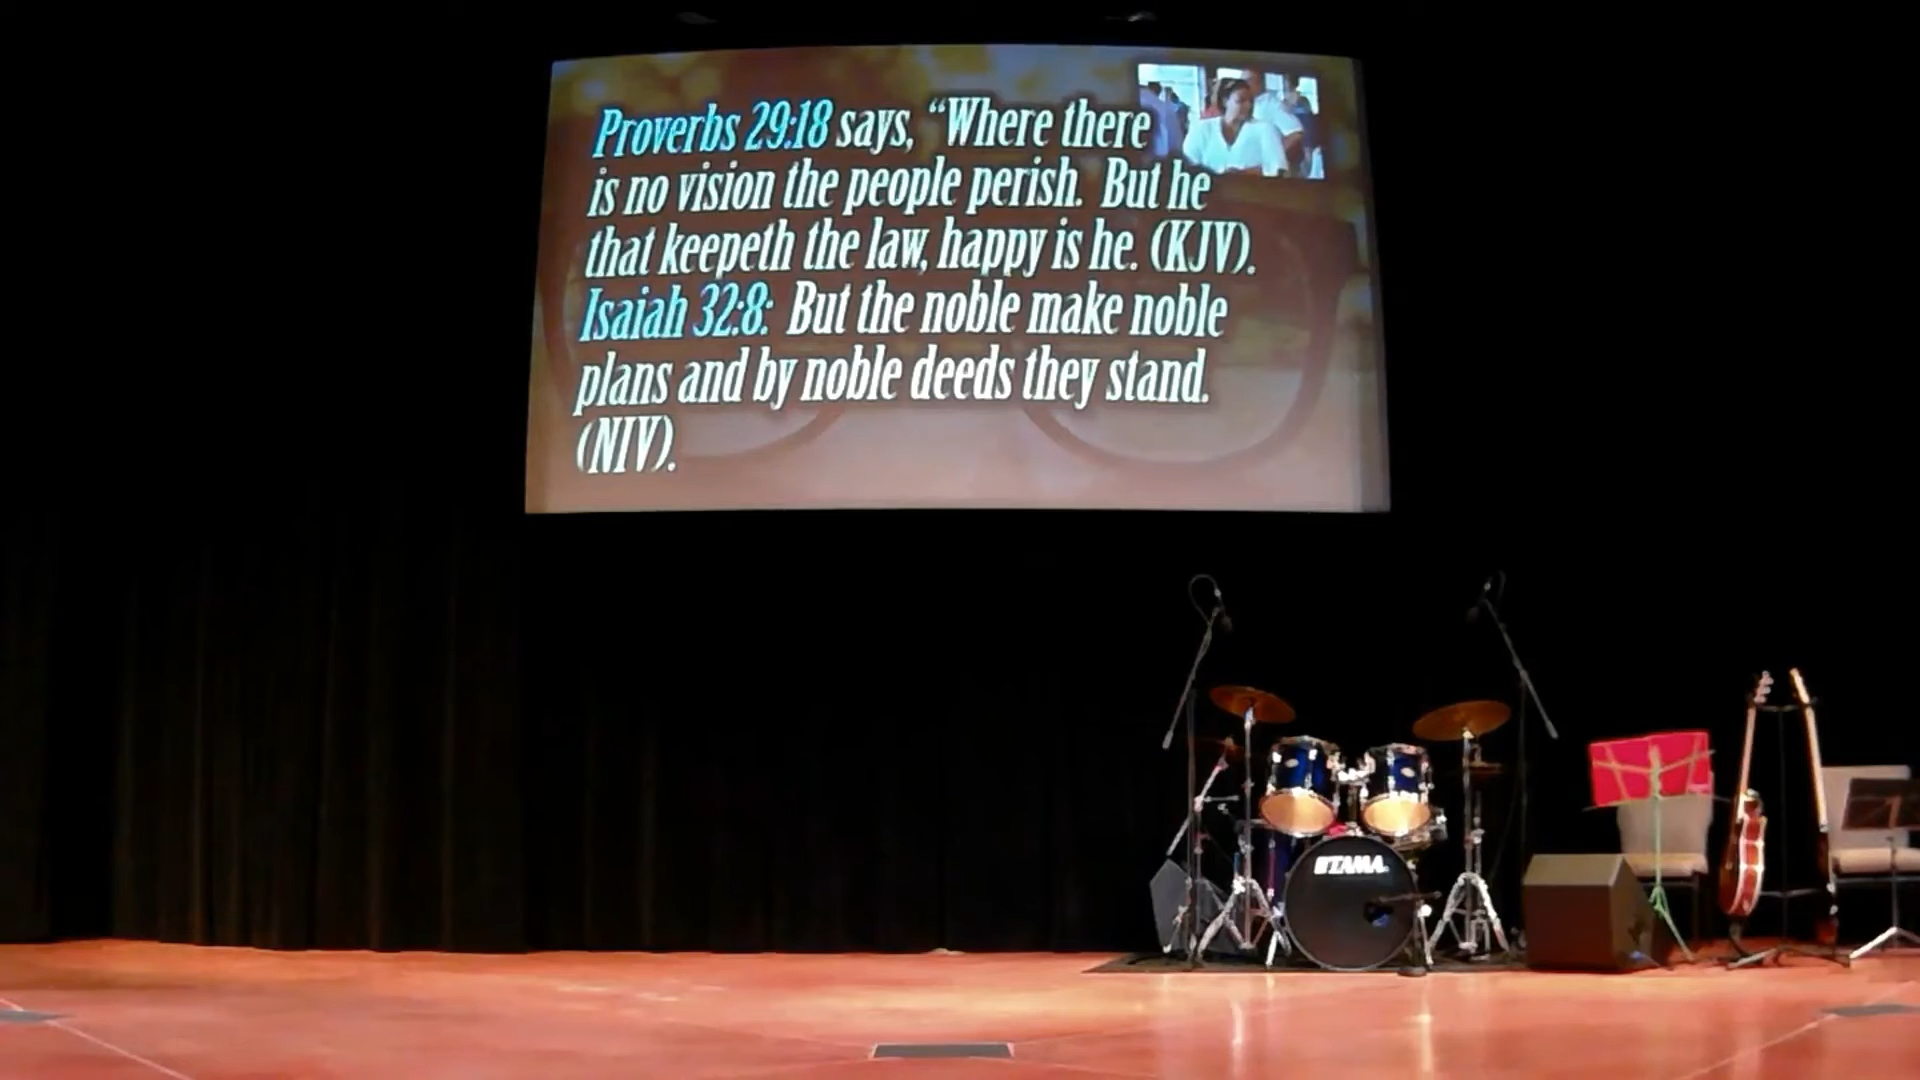 Proverbs 29:18 says, “Where there
is no vision the people perish. But he
that keepeth the law, happy is he. (KJV).
Isaiah 32:8: But the noble make noble
plans and by noble deeds they stand.
(NIV).
TAMA